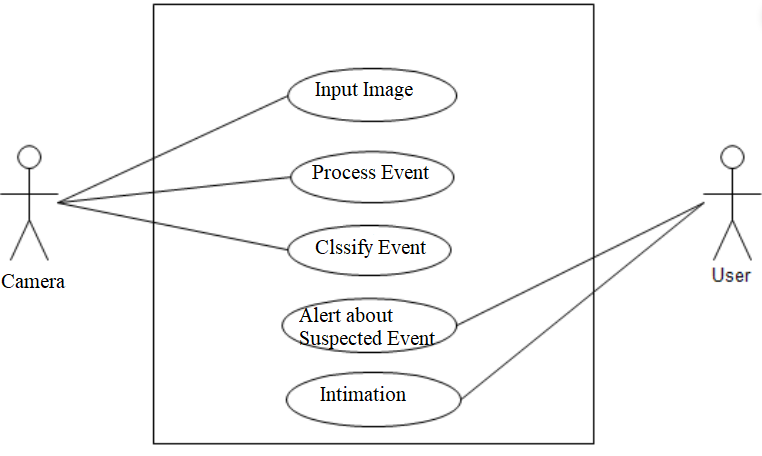 Input Image
Process Event
Clssify Event
Camera
User
Alert about
Suspected Event
Intimation